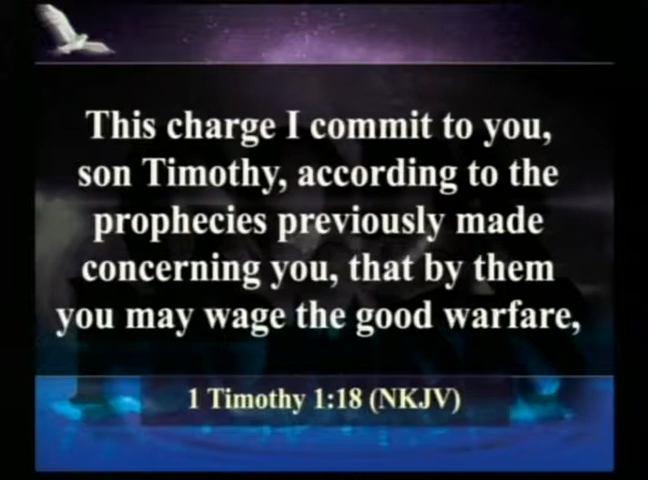 This charge I commit to you,
son Timothy, according to the
prophecies previously made
concerning you, that by them
you may wage the good warfare,
1 Timothy 1:18 (NKJV)